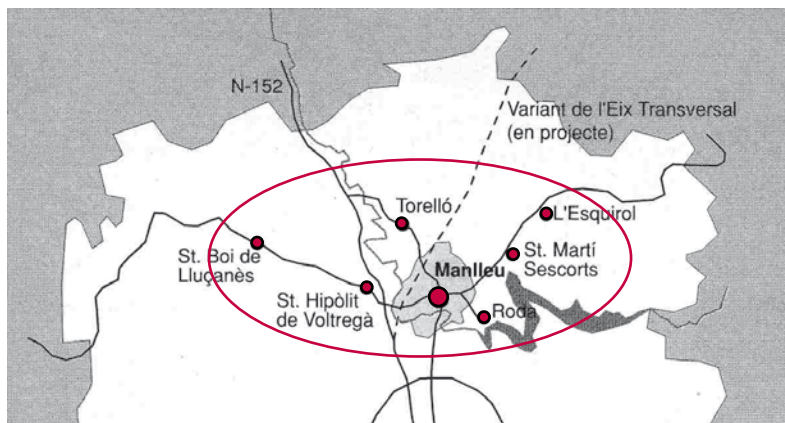 N-152
Variant de l'Eix Transversal
(en projecte)
Torelló
L'Esquirol
St. Boi de
Lluçanès
Manlleu
St. Martí
Sescorts
St. Hipòlit
de Voltregà
Roda